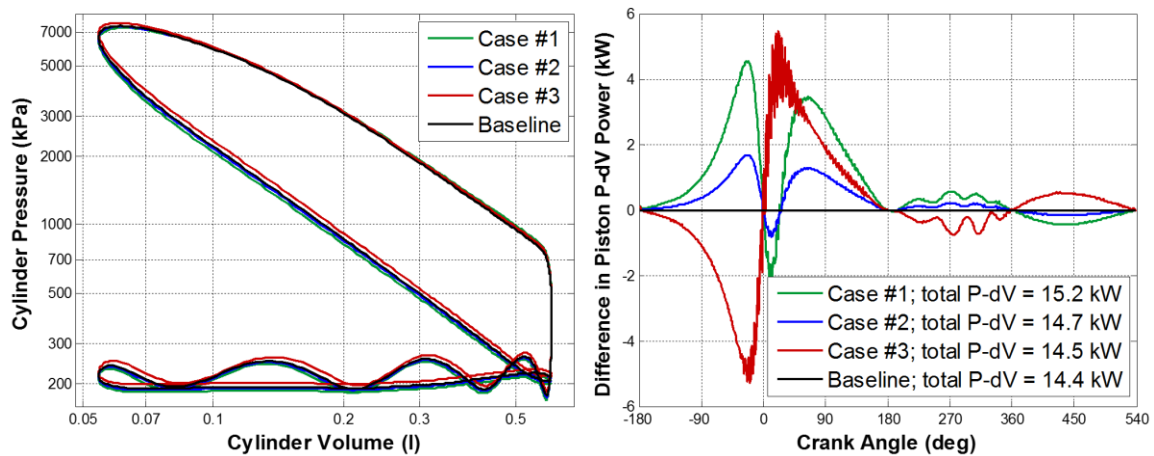 7000
5000
3000
2000
1000
700
500
300
200
0.05
0.07
0.1
0.2
0.3
0.5
Cylinder Pressure (kPa)
Cylinder Volume (l)
Case #1
Case #2
Case #3
Baseline
6
4
2
0
-2
-4
-6
-180
-90
0
90
180
270
360
450
540
Difference in Piston P-dV Power (kW)
Crank Angle (deg)
Case #1; total P-dV = 15.2 kW
Case #2; total P-dV = 14.7 kW
Case #3; total P-dV = 14.5 kW
Baseline; total P-dV = 14.4 kW